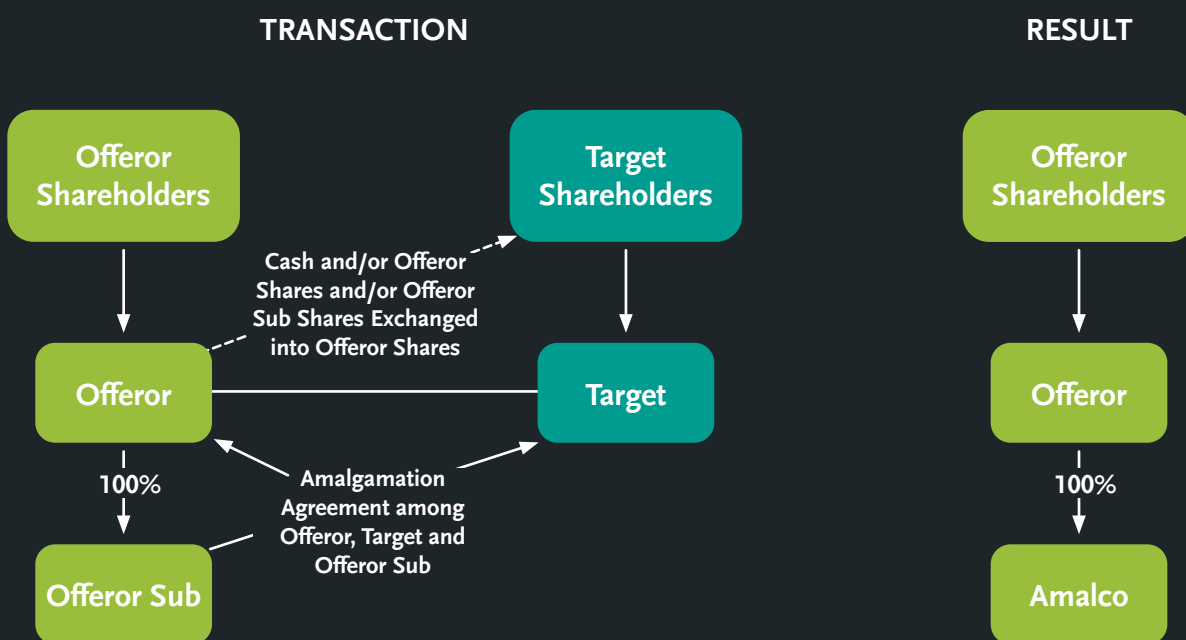 TRANSACTION
RESULT
Offeror
Shareholders
Target
Shareholders
Offeror
Shareholders
Cash and/or Offeror
Shares and/or Offeror
Sub Shares Exchanged
into Offeror Shares
Offeror
Target
Offeror
100%
Amalgamation
Agreement among
Offeror, Target and
Offeror Sub
100%
Offeror Sub
Amalco